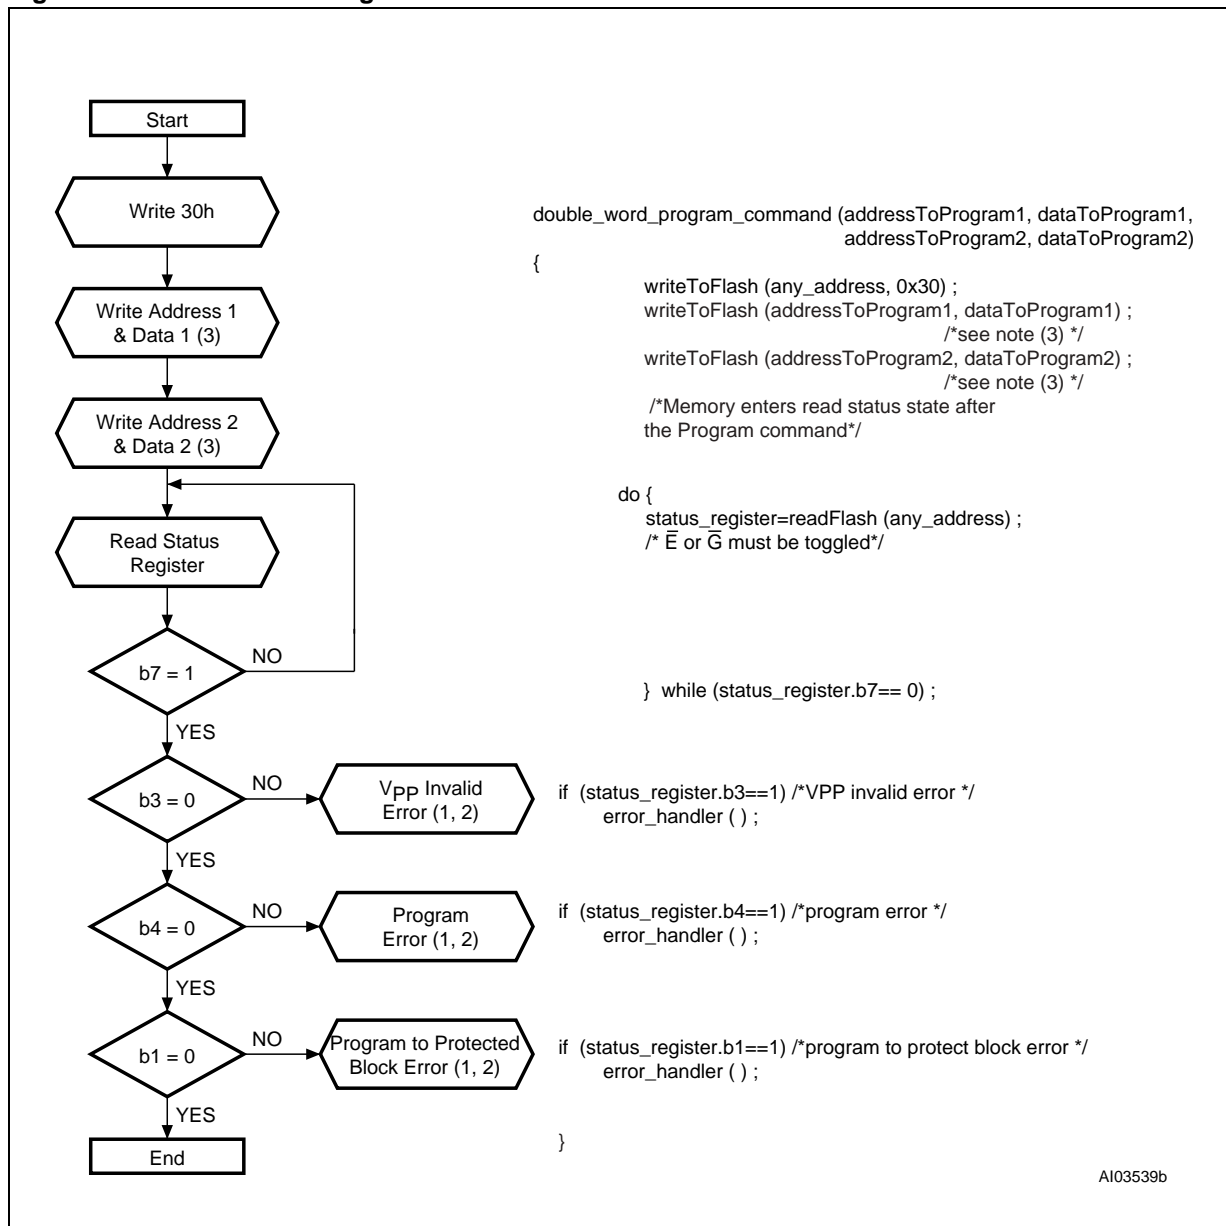 Start
Write 30h
Write Address 1
& Data 1 (3)
Write Address 2
& Data 2 (3)
Read Status
Register
b7 = 1
NO
YES
b3 = 0
NO
VPP Invalid
Error (1, 2)
YES
b4 = 0
NO
Program
Error (1, 2)
YES
b1 = 0
NO
Program to Protected
Block Error (1, 2)
YES
End
double_word_program_command (addressToProgram1, dataToProgram1,
addressToProgram2, dataToProgram2)
{
writeToFlash (any_address, 0x30) ;
writeToFlash (addressToProgram1, dataToProgram1) ;
/*see note (3) */
writeToFlash (addressToProgram2, dataToProgram2) ;
/*see note (3) */
/*Memory enters read status state after
the Program command*/
do {
status_register=readFlash (any_address) ;
/* E̅ or G̅ must be toggled*/
} while (status_register.b7== 0) ;
if (status_register.b3==1) /*VPP invalid error */
error_handler ( ) ;
if (status_register.b4==1) /*program error */
error_handler ( ) ;
if (status_register.b1==1) /*program to protect block error */
error_handler ( ) ;
}
AI03539b